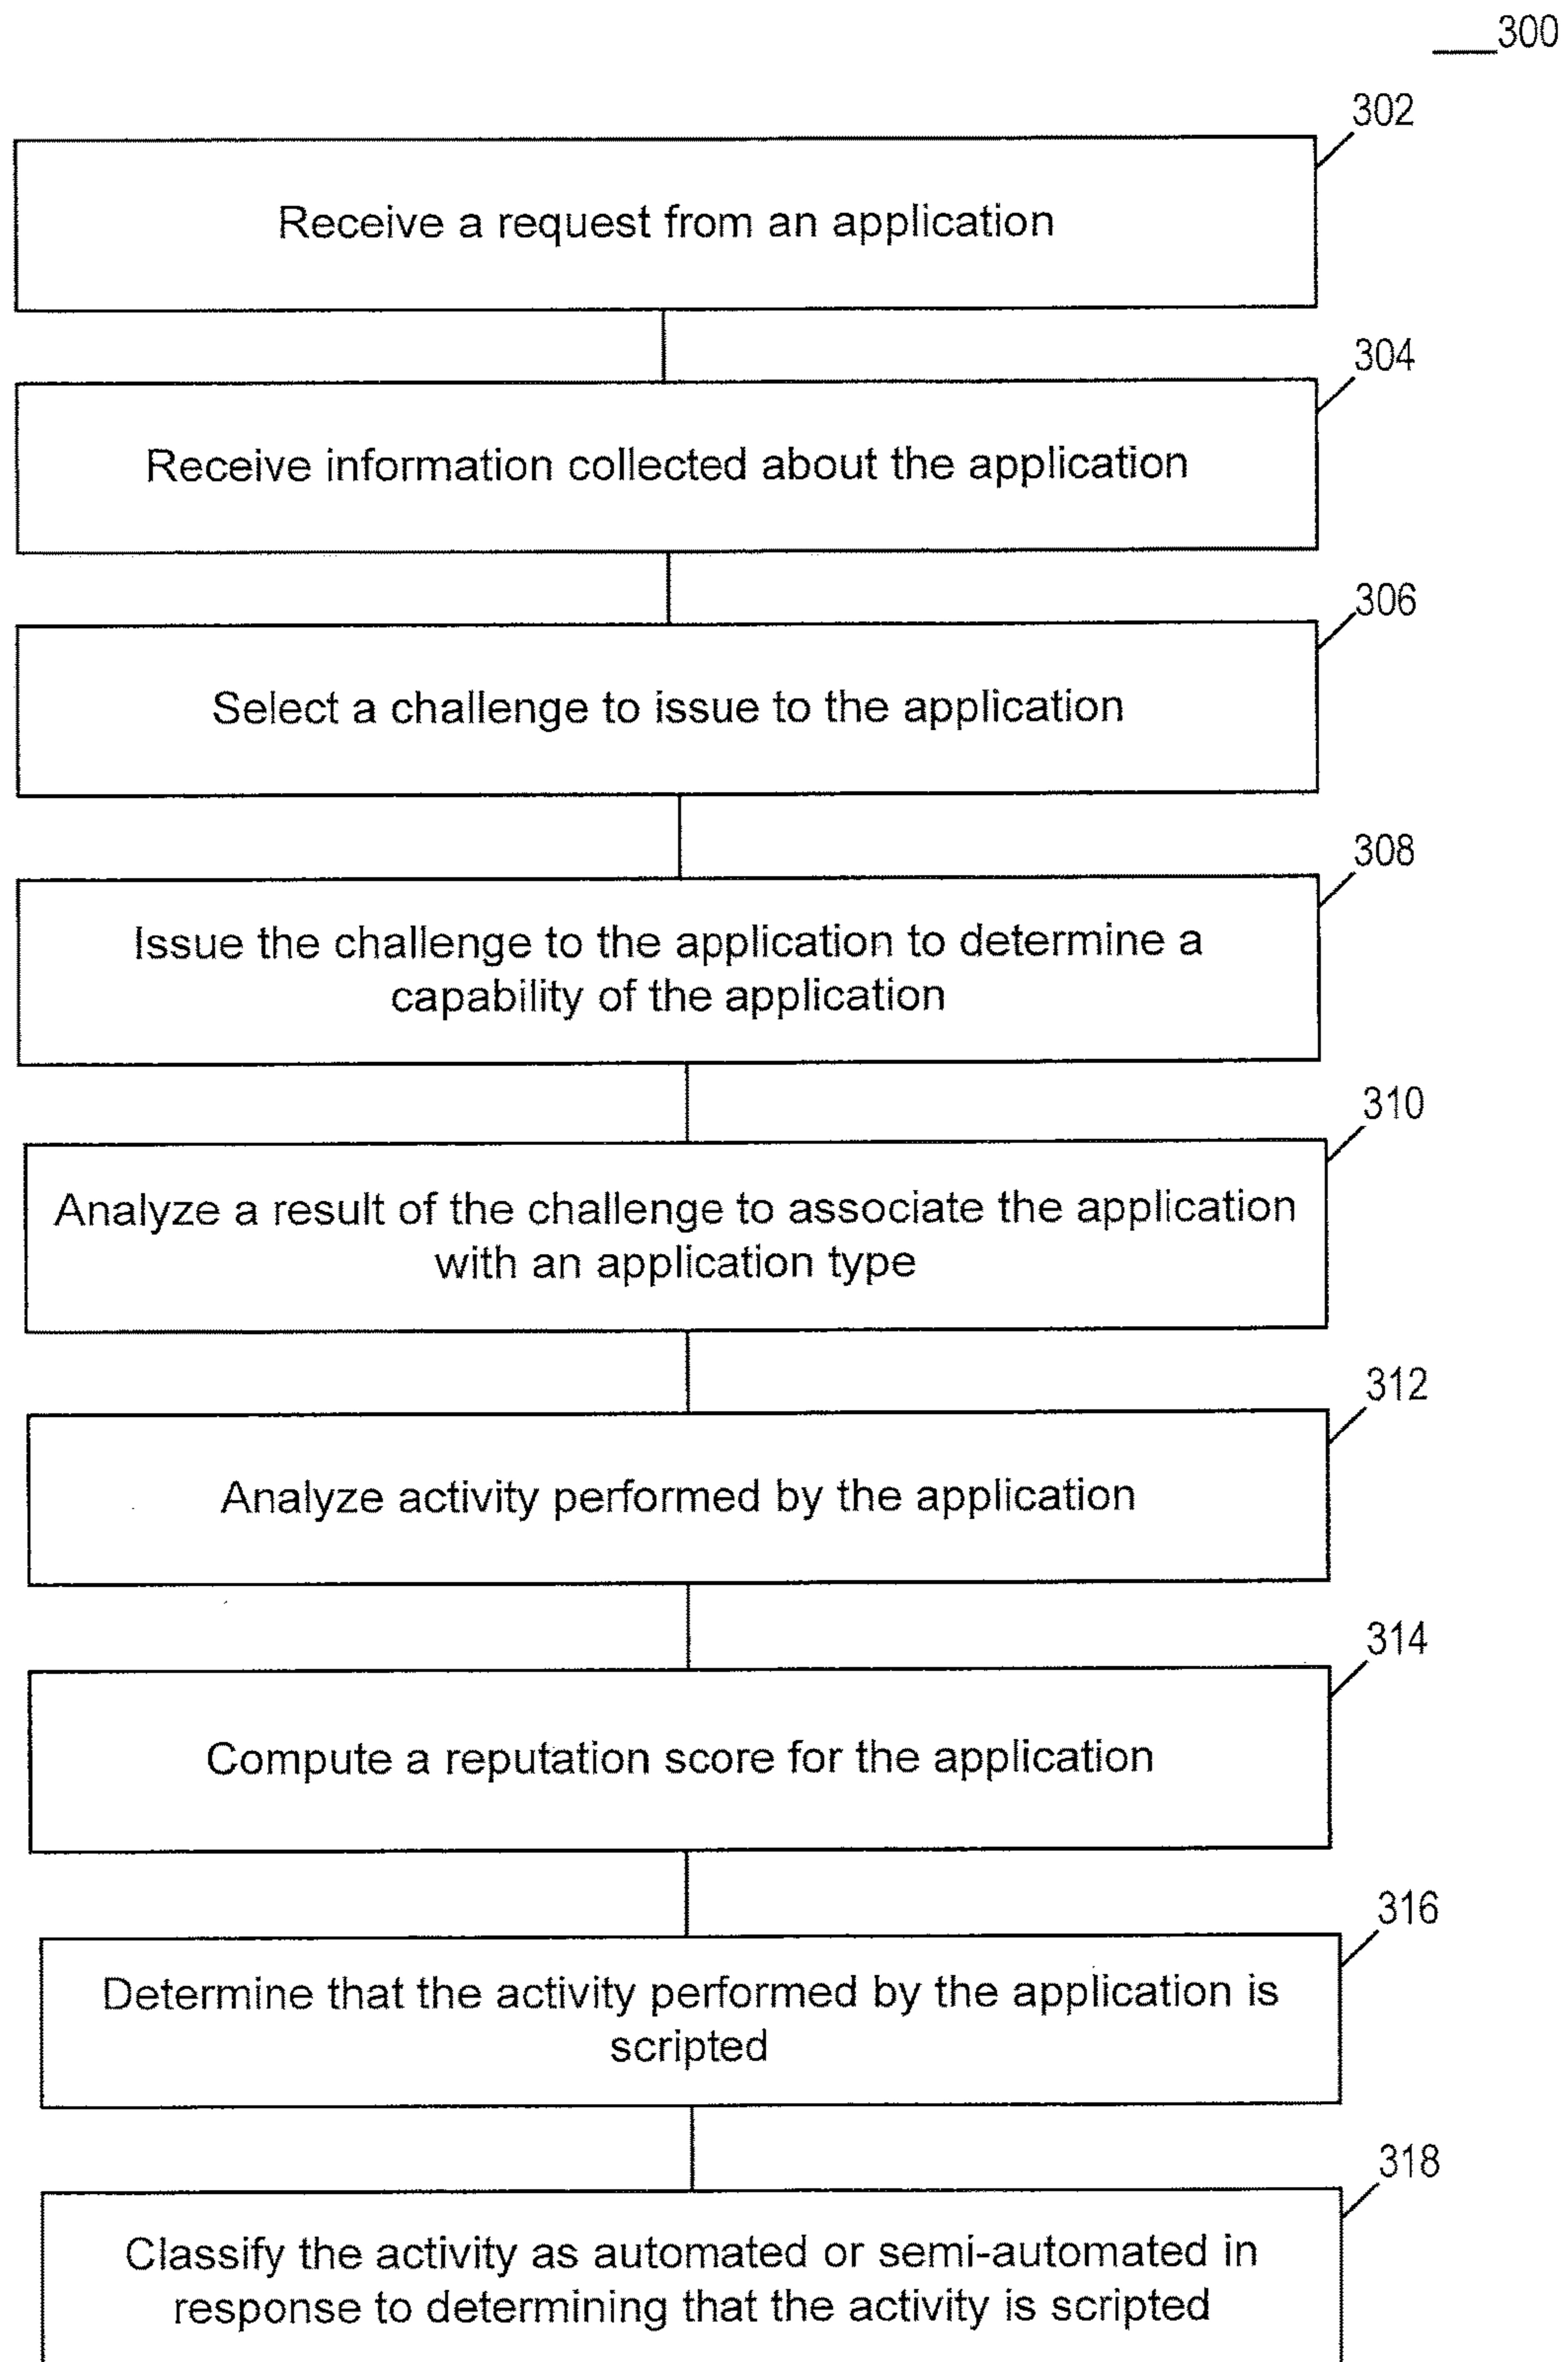 300
302
Receive a request from an application
304
Receive information collected about the application
306
Select a challenge to issue to the application
308
Issue the challenge to the application to determine a
capability of the application
310
Analyze a result of the challenge to associate the application
with an application type
312
Analyze activity performed by the application
314
Compute a reputation score for the application
316
Determine that the activity performed by the application is
scripted
318
Classify the activity as automated or semi-automated in
response to determining that the activity is scripted